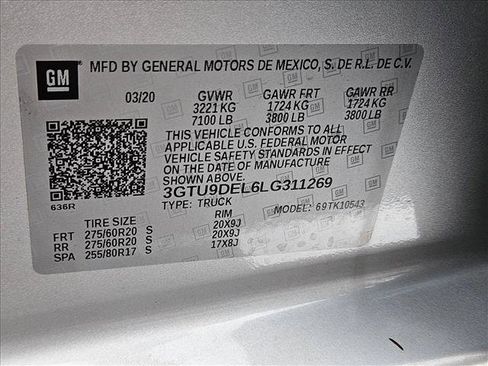 GM MFD BY GENERAL MOTORS DE MEXICO, S. DE R.L. DE C.V.
03/20 GVWR GAWR FRT GAWR RR
3221 KG 1724 KG 1724 KG
7100 LB 3800 LB 3800 LB
THIS VEHICLE CONFORMS TO ALL
APPLICABLE U.S. FEDERAL MOTOR
VEHICLE SAFETY STANDARDS IN EFFECT
ON THE DATE OF MANUFACTURE
3GTU9DEL6LG311269
636R TYPE: TRUCK MODEL: 69TK10543
TIRE SIZE RIM
FRT 275/60R20 S 20X9J
RR 275/60R20 S 20X9J
SPA 255/80R17 S 17X8J